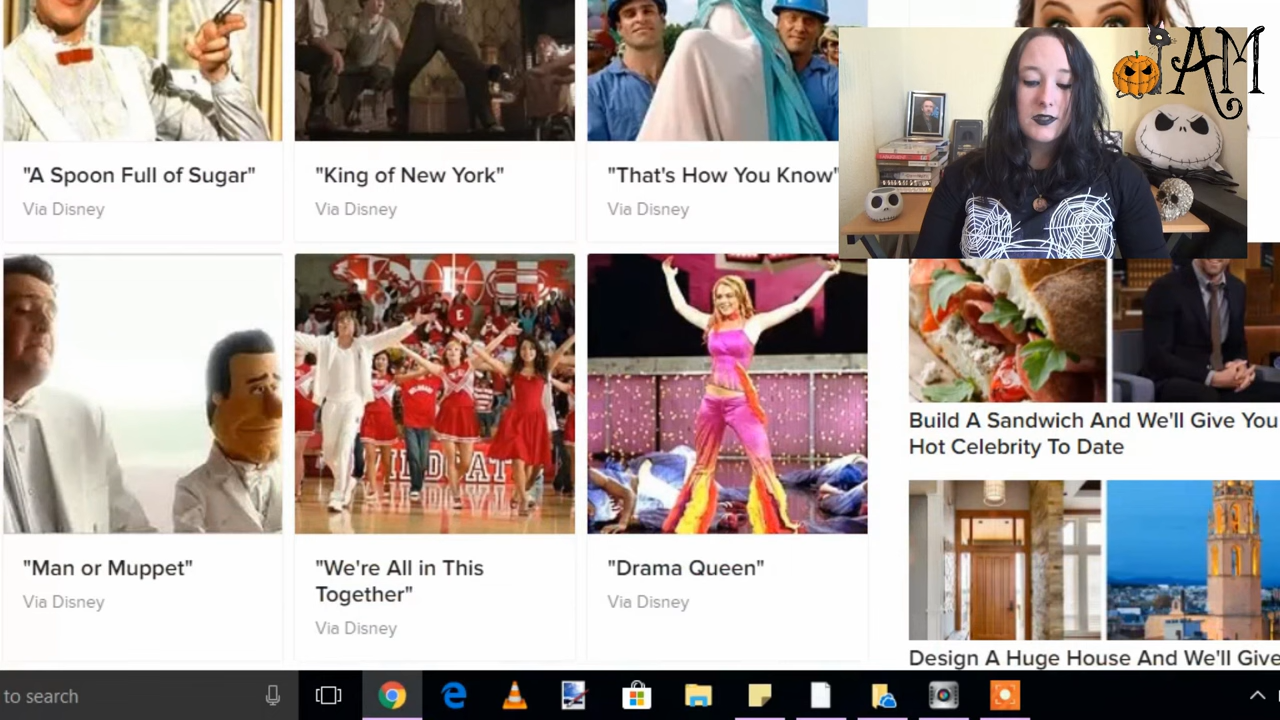 AM
"A Spoon Full of Sugar"
Via Disney
"King of New York"
Via Disney
"That's How You Know"
Via Disney
E
WILDCAT
"Man or Muppet"
Via Disney
"We're All in This
Together"
Via Disney
"Drama Queen"
Via Disney
Build A Sandwich And We'll Give You
Hot Celebrity To Date
Design A Huge House And We'll Give
to search